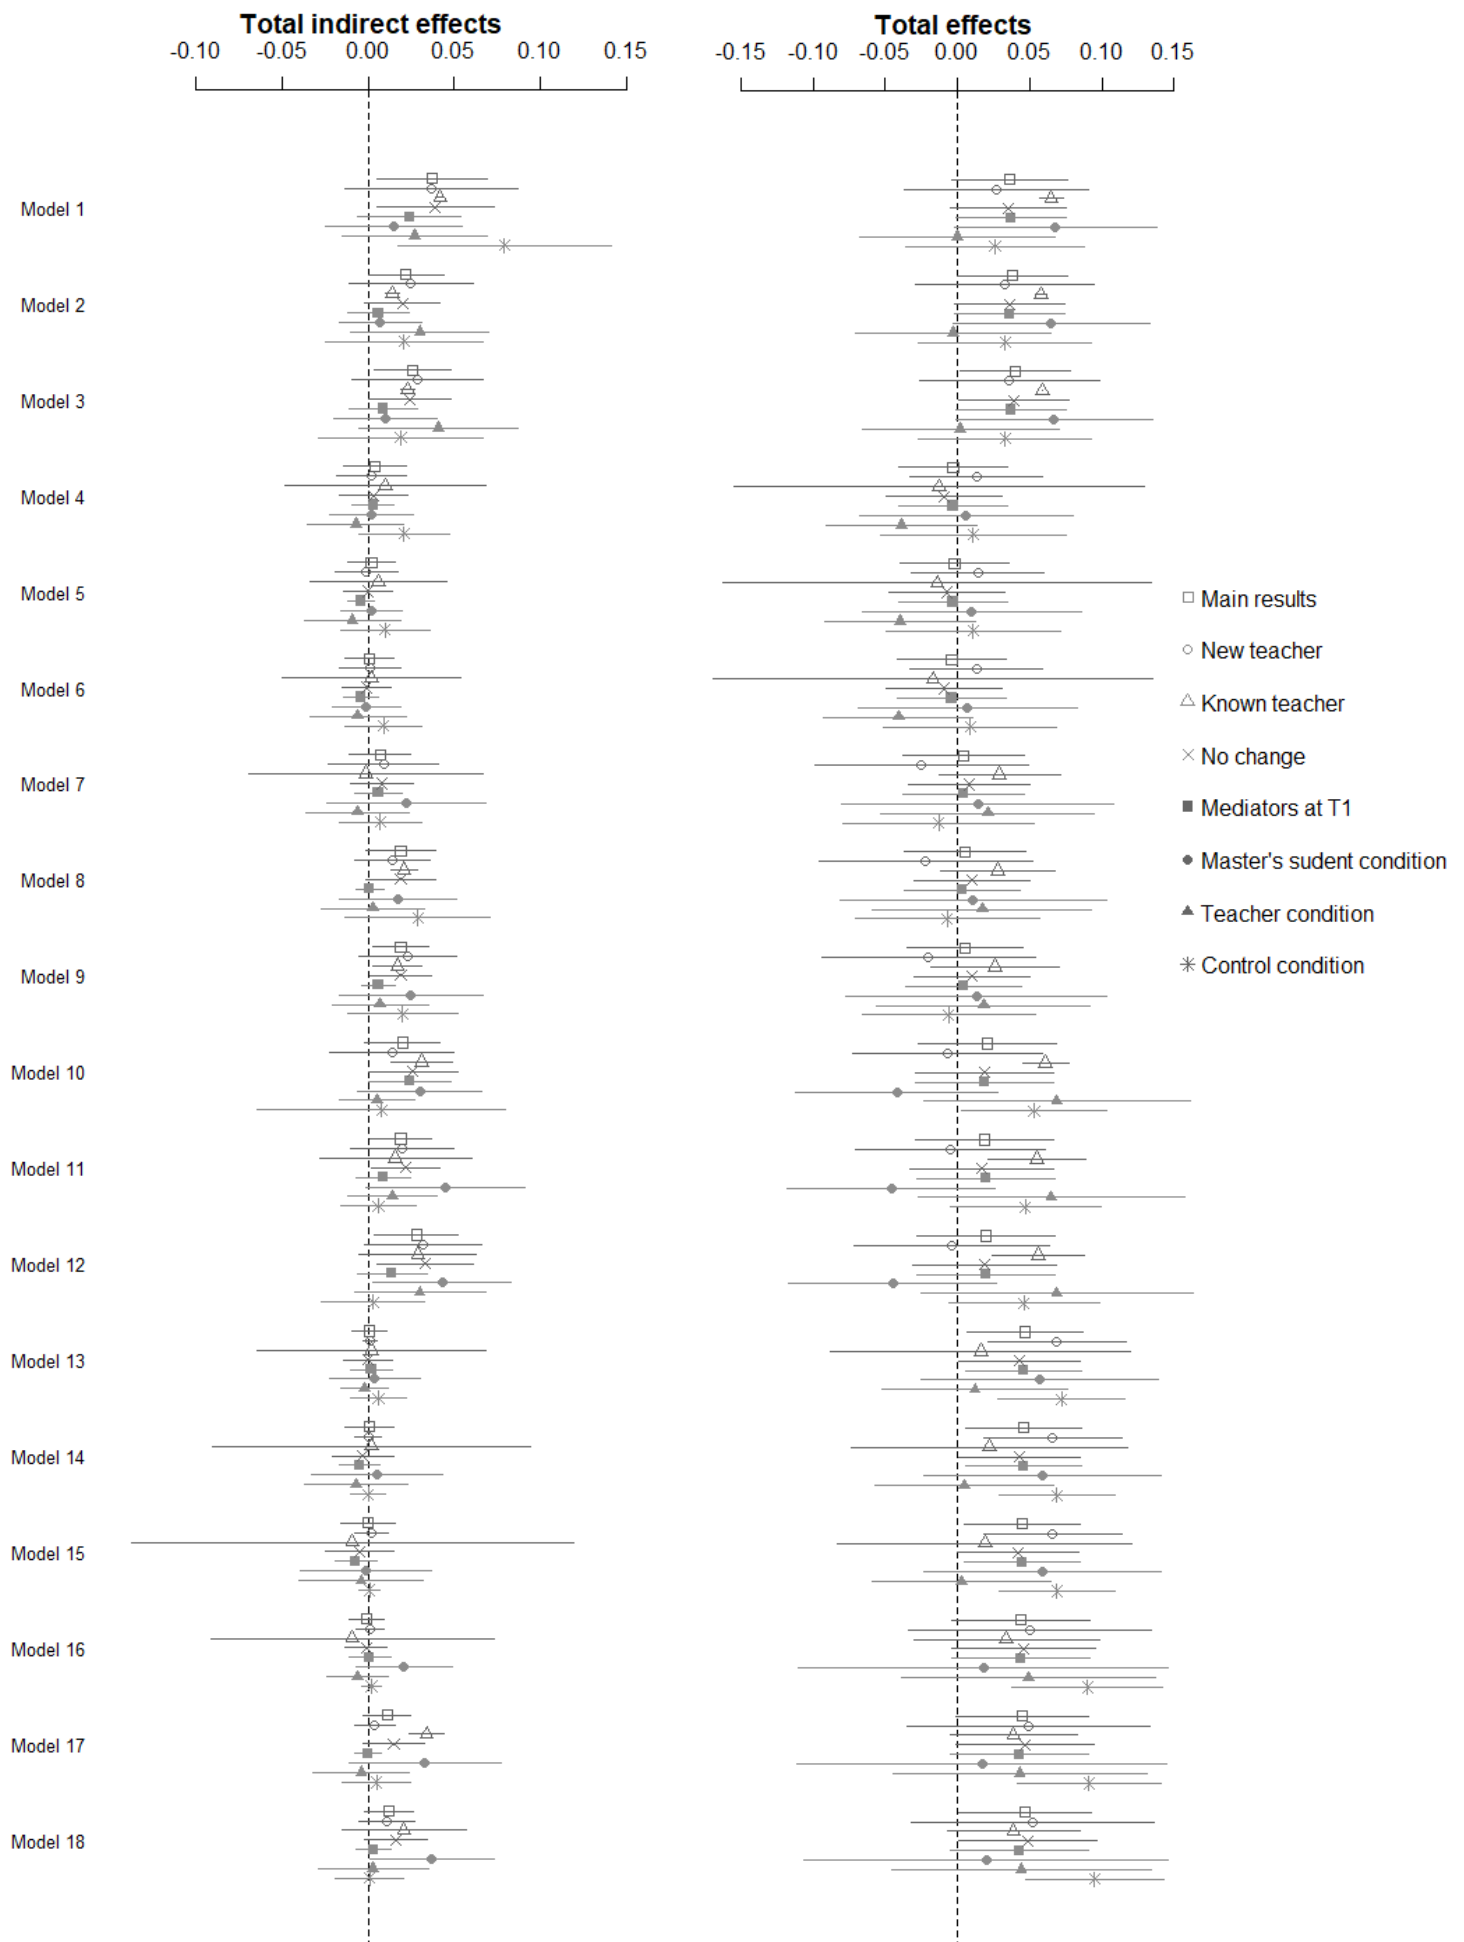 Total indirect effects
-0.10 -0.05 0.00 0.05 0.10 0.15
Total effects
-0.15 -0.10 -0.05 0.00 0.05 0.10 0.15
Model 1
Model 2
Model 3
Model 4
Model 5
Model 6
Model 7
Model 8
Model 9
Model 10
Model 11
Model 12
Model 13
Model 14
Model 15
Model 16
Model 17
Model 18
Main results
New teacher
Known teacher
No change
Mediators at T1
Master's sudent condition
Teacher condition
Control condition